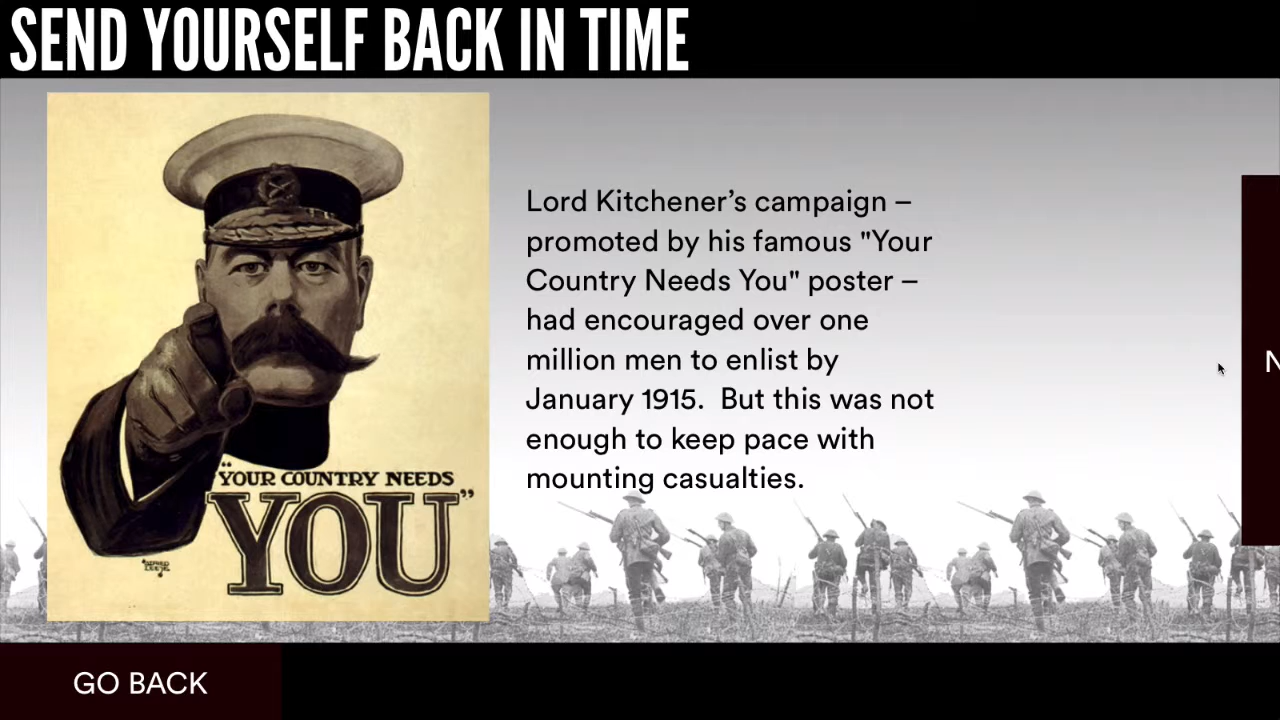 SEND YOURSELF BACK IN TIME
Lord Kitchener’s campaign –
promoted by his famous "Your
Country Needs You" poster –
had encouraged over one
million men to enlist by
January 1915.  But this was not
enough to keep pace with
mounting casualties.
“YOUR COUNTRY NEEDS
YOU”
GO BACK